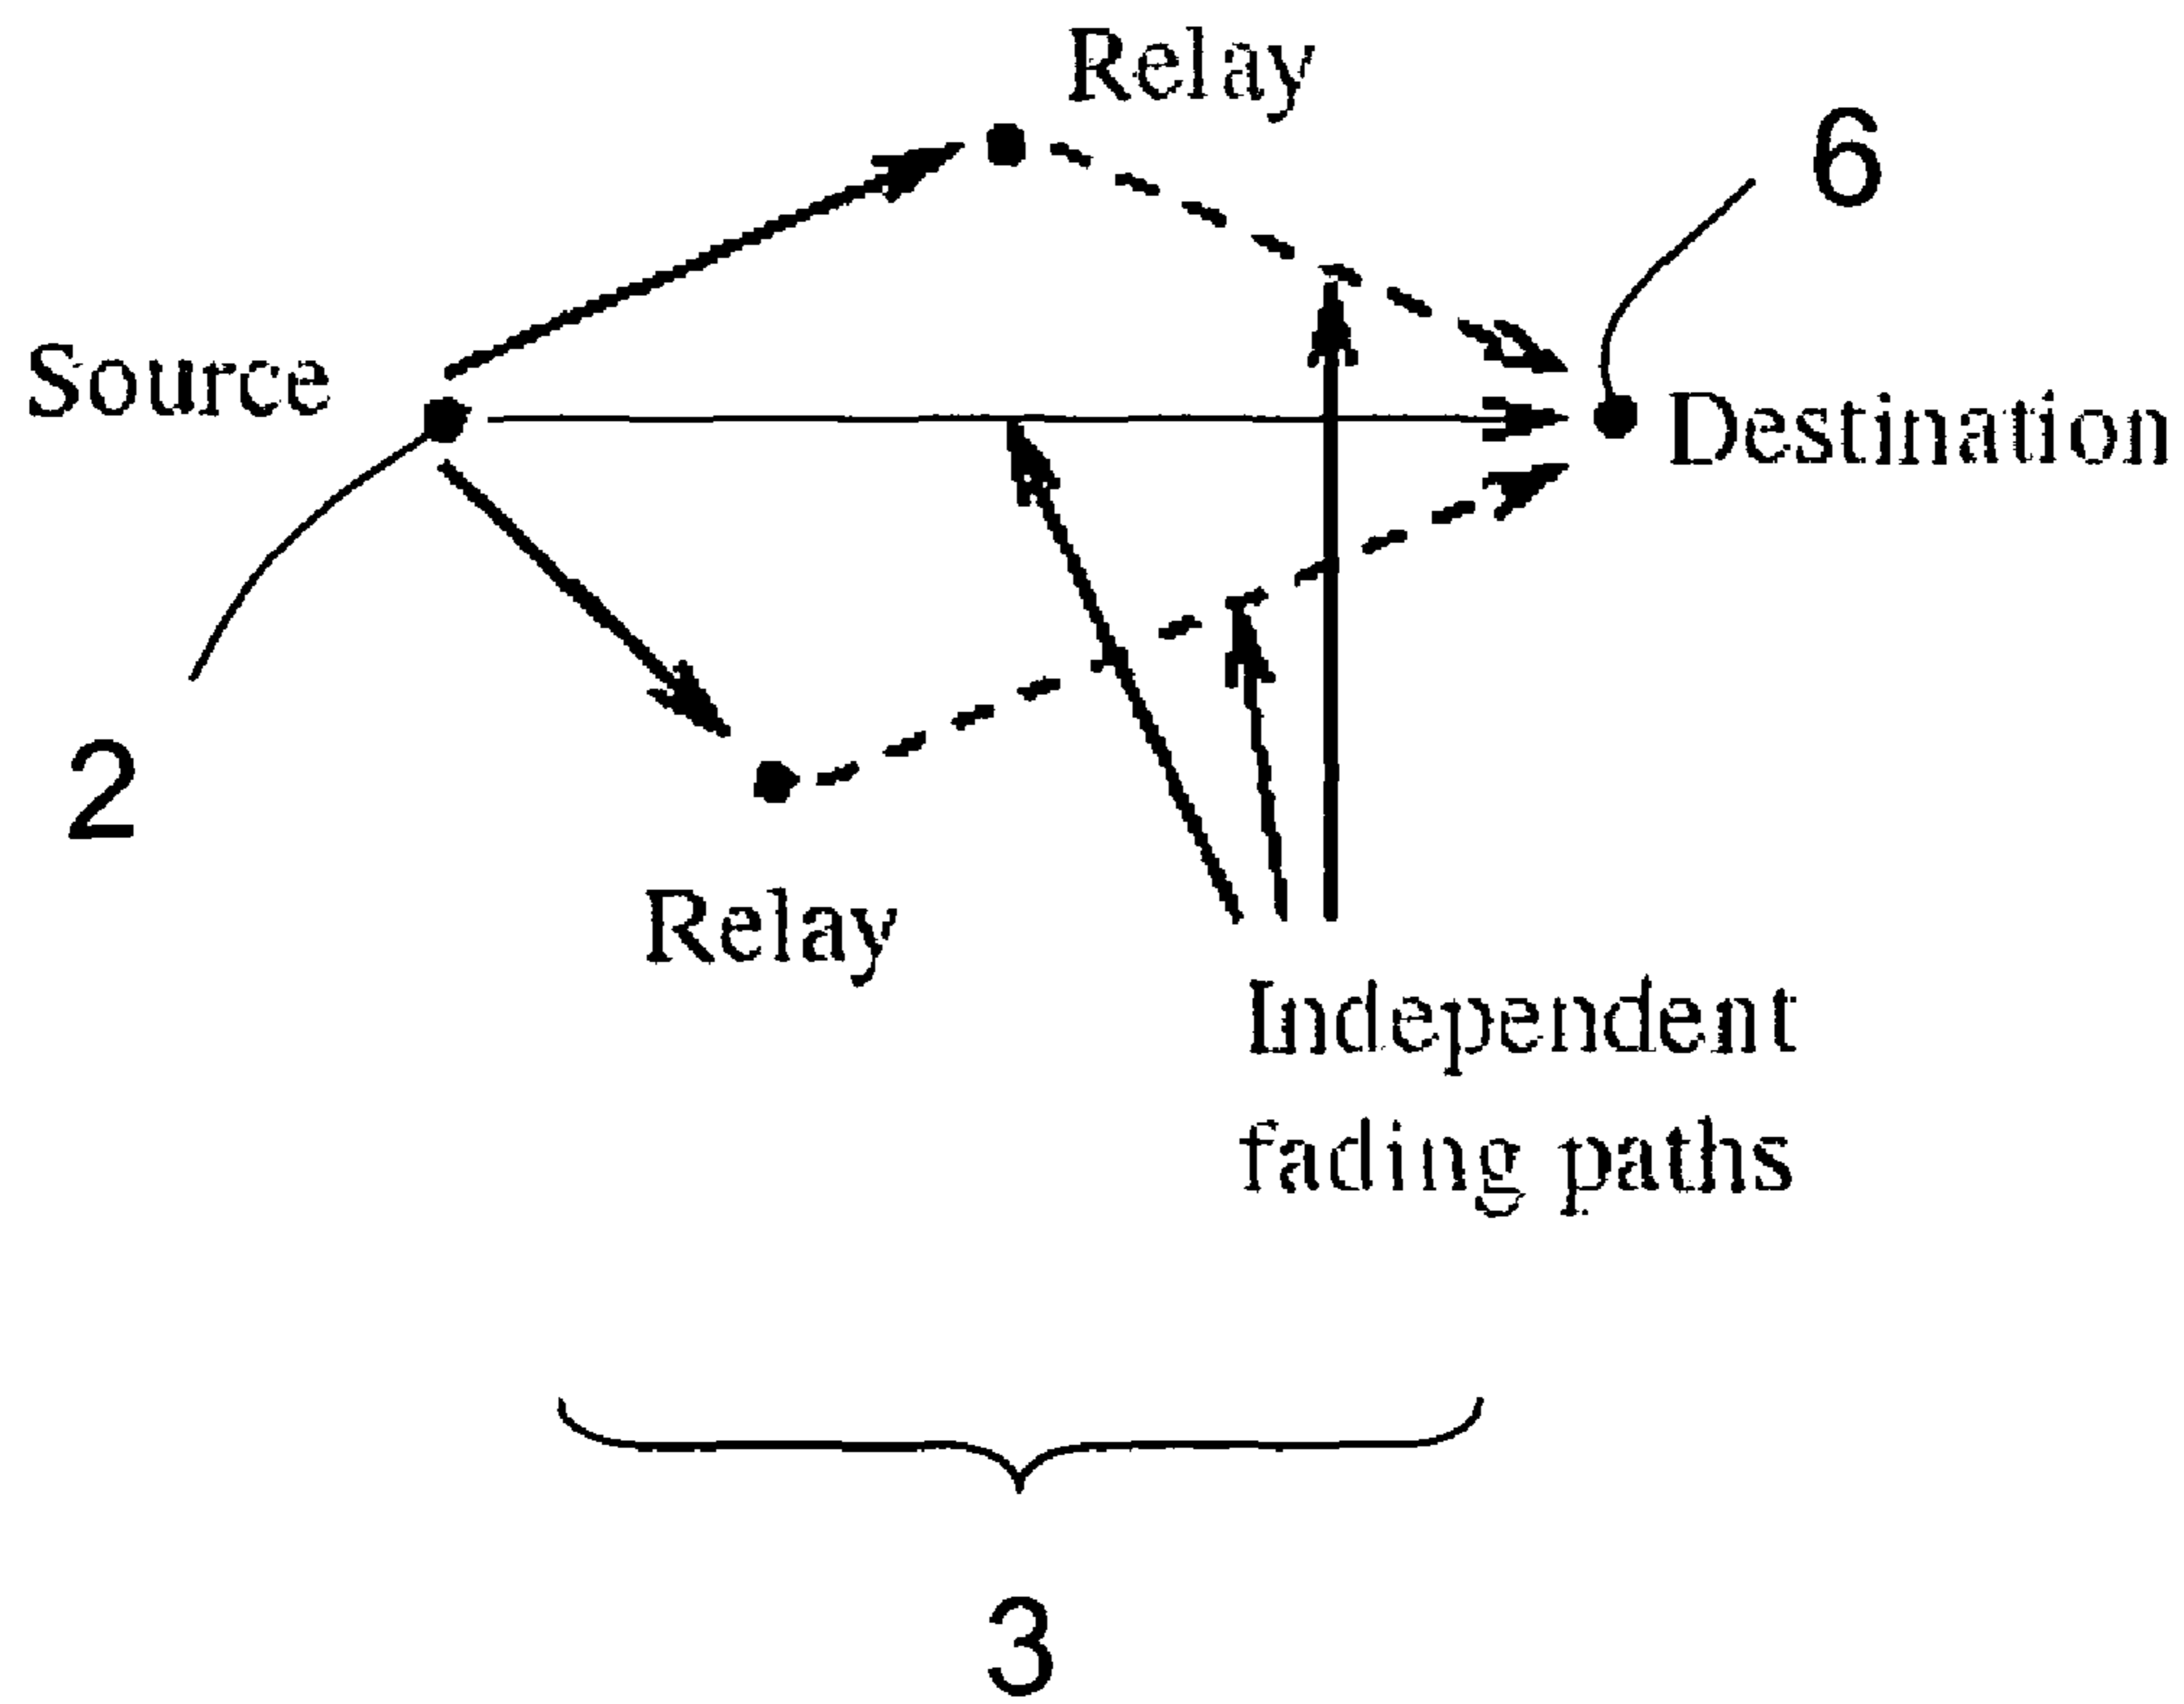 Relay
6
Source
Destination
2
Relay
Independent
fading paths
3